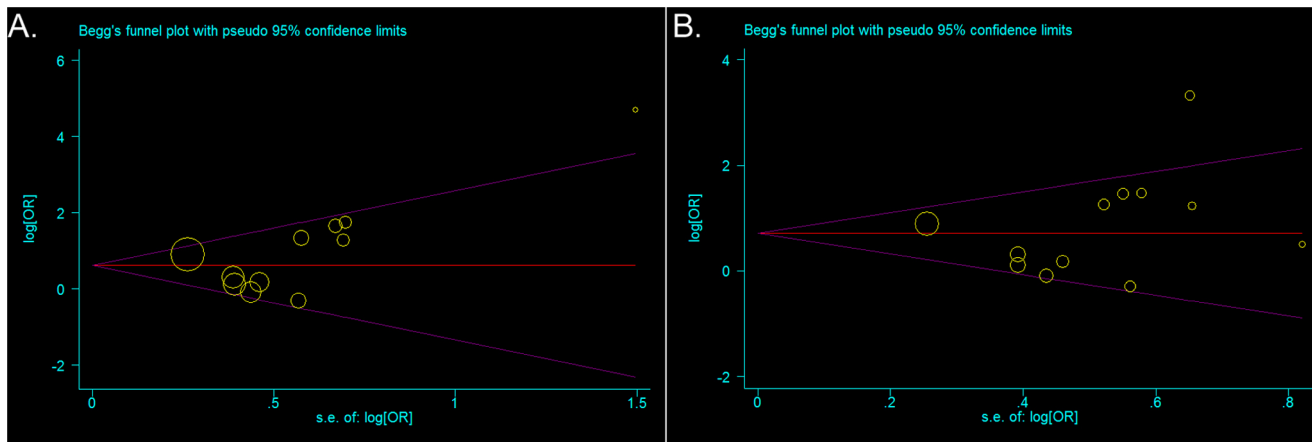 A.
Begg's funnel plot with pseudo 95% confidence limits
6
4
2
0
-2
log[OR]
0
.5
1
1.5
s.e. of: log[OR]
B.
Begg's funnel plot with pseudo 95% confidence limits
4
2
0
-2
log[OR]
0
.2
.4
.6
.8
s.e. of: log[OR]